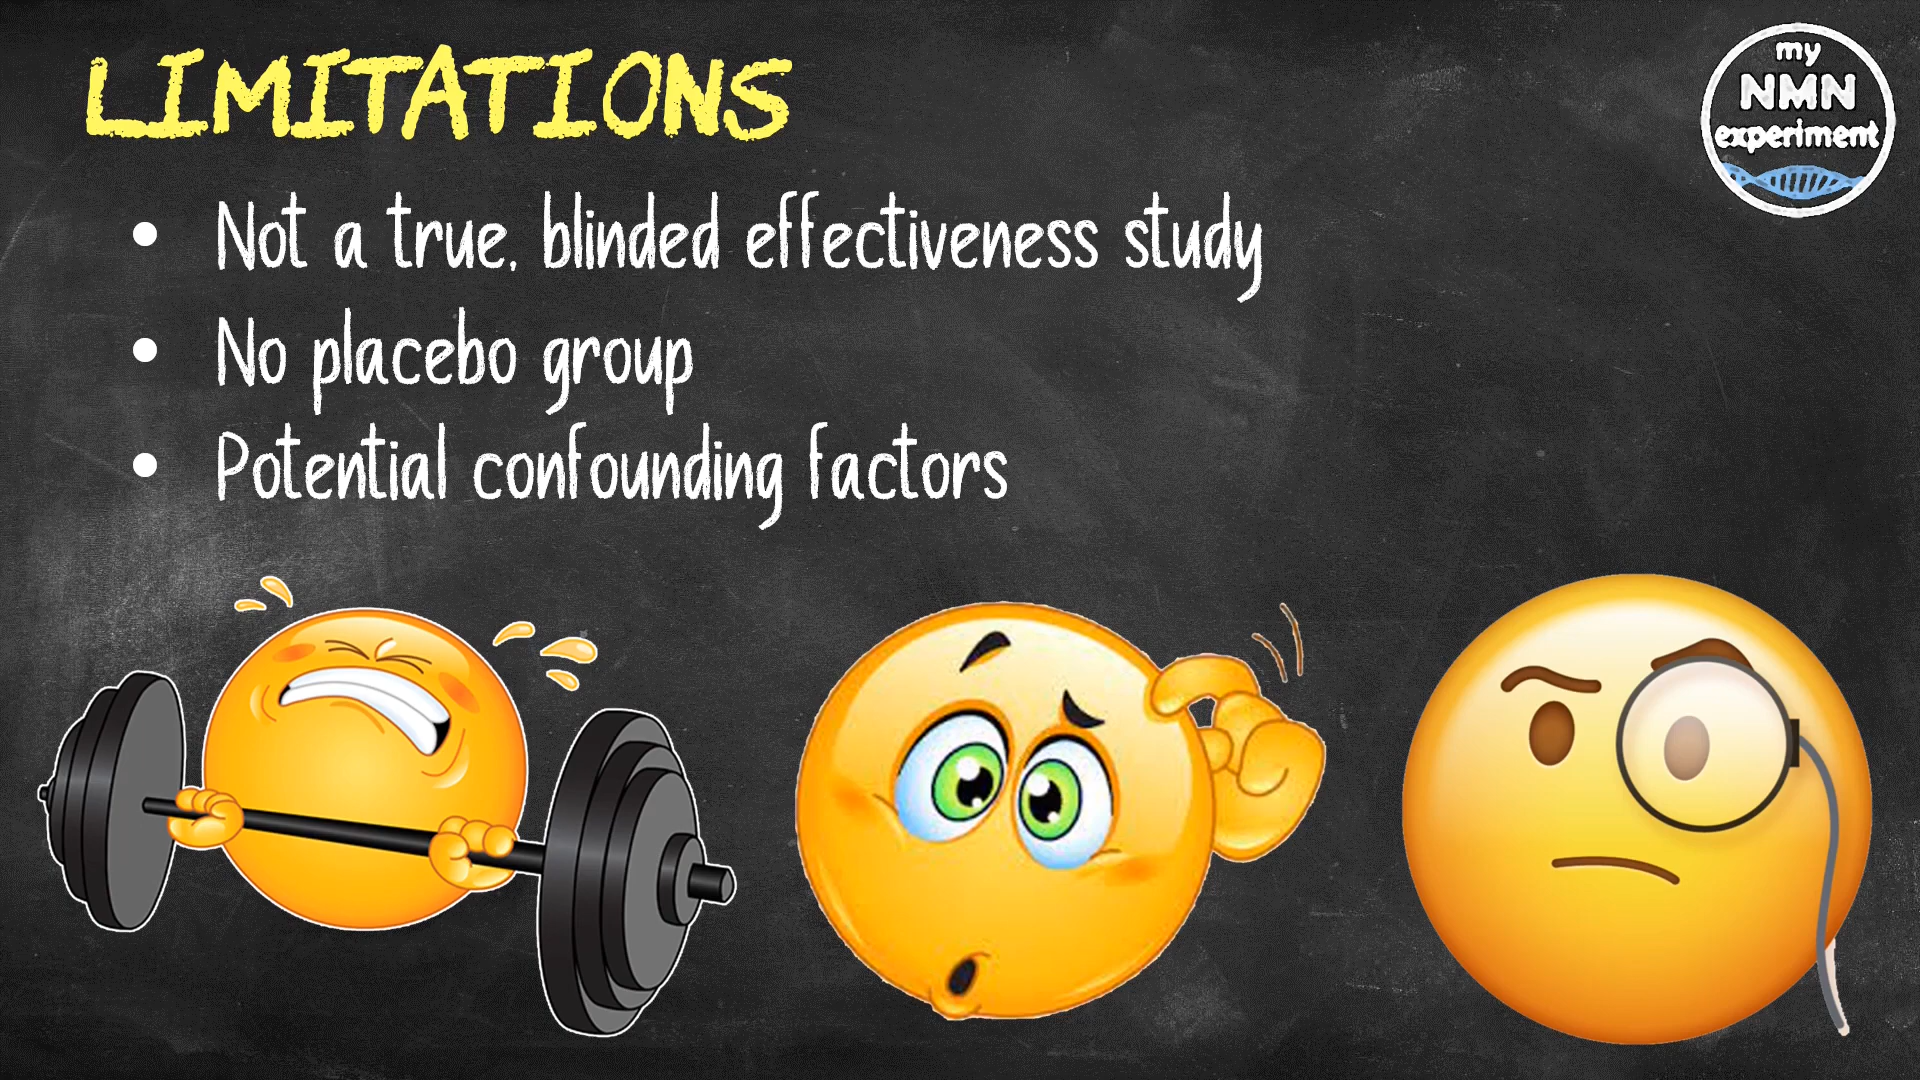 LIMITATIONS
my
NMN
experiment
• Not a true, blinded effectiveness study
• No placebo group
• Potential confounding factors